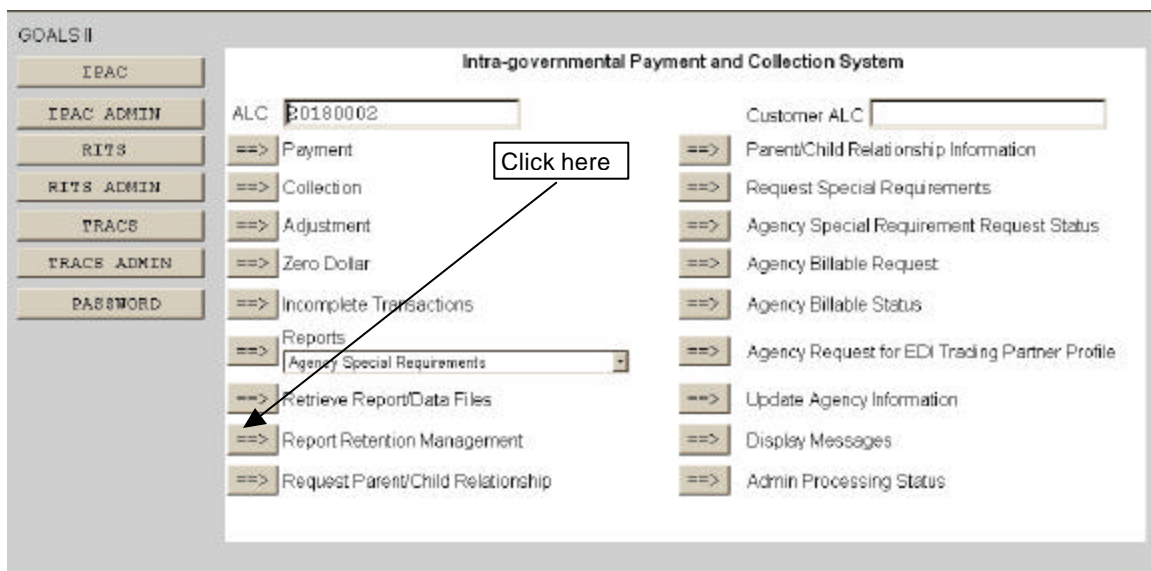 GOALS II
IPAC
IPAC ADMIN
RITS
RITS ADMIN
TRACS
TRACS ADMIN
PASSWORD
Intra-governmental Payment and Collection System
ALC 20180002
Customer ALC
Click here
==> Payment
==> Collection
==> Adjustment
==> Zero Dollar
==> Incomplete Transactions
==> Reports
Agency Special Requirements
==> Retrieve Report/Data Files
==> Report Retention Management
==> Request Parent/Child Relationship
==> Parent/Child Relationship Information
==> Request Special Requirements
==> Agency Special Requirement Request Status
==> Agency Billable Request
==> Agency Billable Status
==> Agency Request for EDI Trading Partner Profile
==> Update Agency Information
==> Display Messages
==> Admin Processing Status